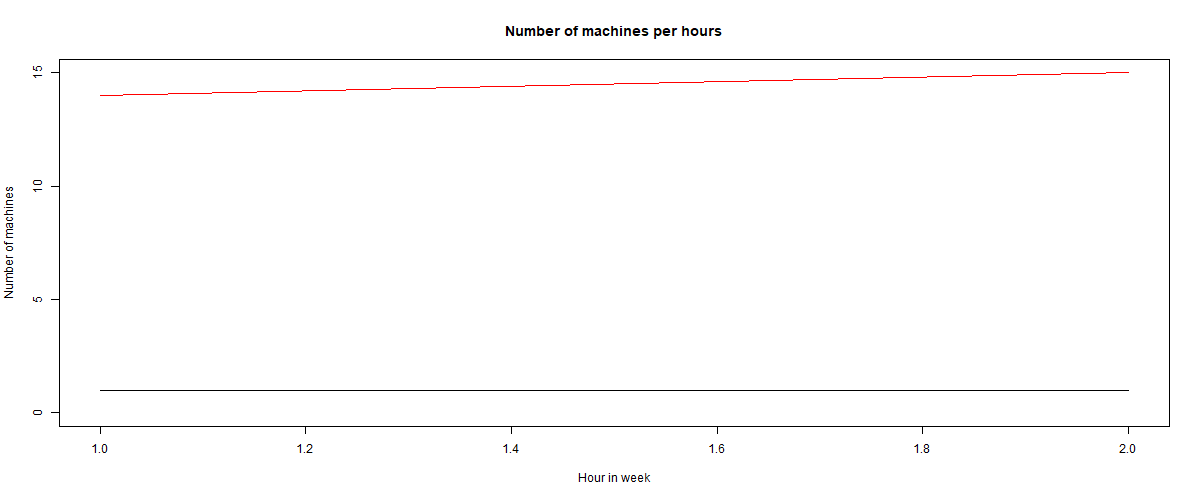 Number of machines per hours
Number of machines
15
10
5
0
1.0 1.2 1.4 1.6 1.8 2.0
Hour in week